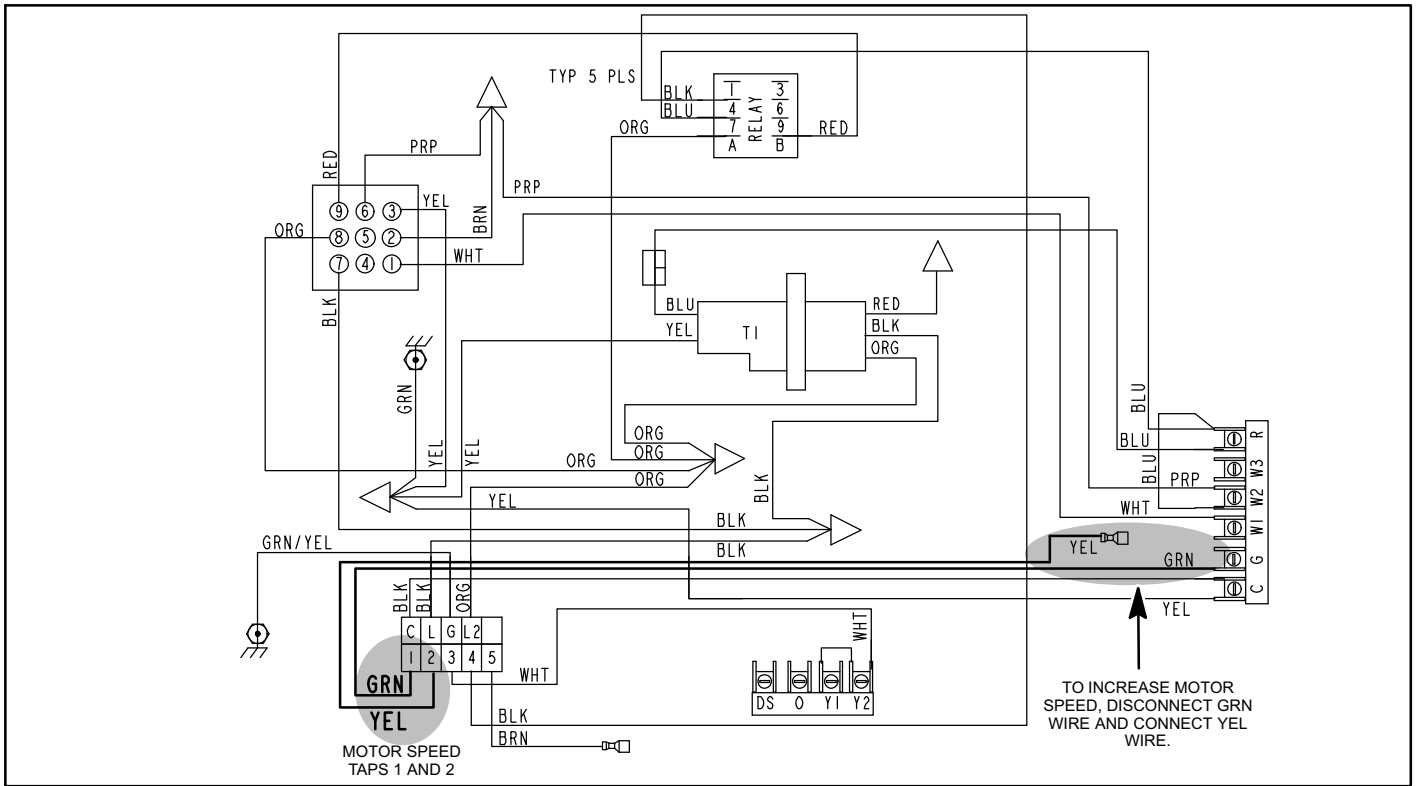 TYP 5 PLS
BLK
BLU
ORG
1 3
4 6
7 9
A B
RELAY
RED
RED
PRP
PRP
YEL
BRN
WHT
ORG
9 6 3
8 5 2
7 4 1
BLK
BLU
YEL
T1
RED
BLK
ORG
GRN
YEL
YEL
ORG
ORG
ORG
ORG
YEL
BLK
BLK
BLK
BLU
BLU
BLU
PRP
WHT
R
W3
W2
W1
G
C
YEL
GRN
YEL
GRN/YEL
BLK
BLK
ORG
C L G L2
1 2 3 4 5
GRN
YEL
WHT
BLK
BRN
WHT
DS O Y1 Y2
MOTOR SPEED
TAPS 1 AND 2
TO INCREASE MOTOR
SPEED, DISCONNECT GRN
WIRE AND CONNECT YEL
WIRE.